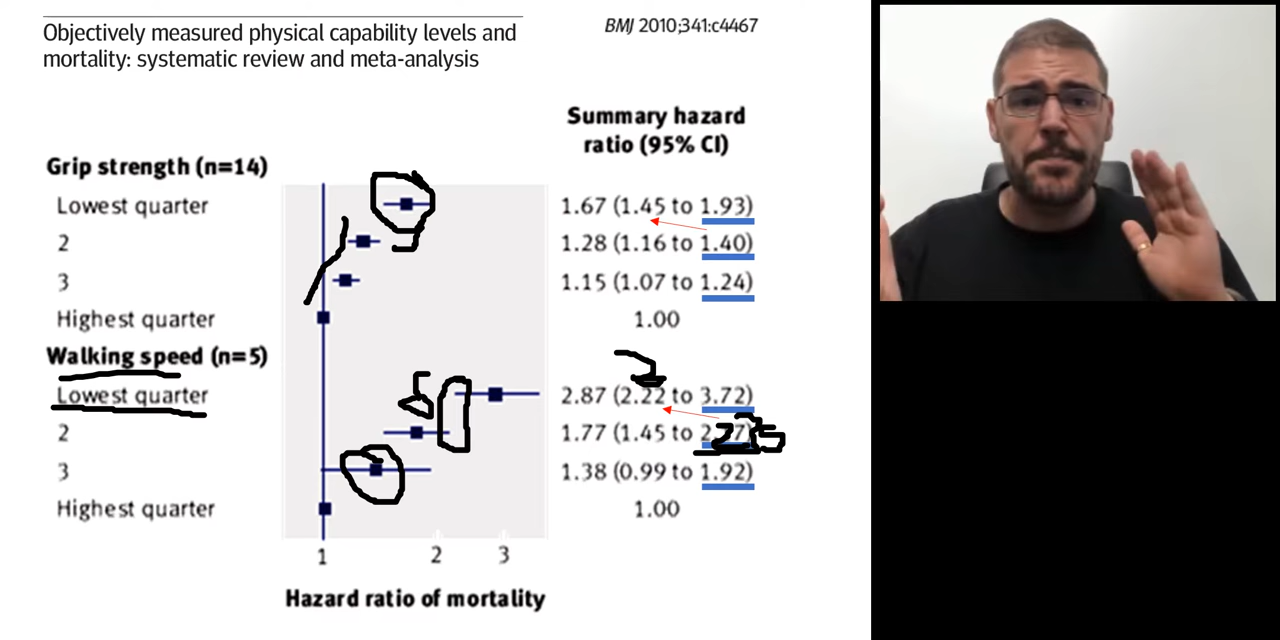 Objectively measured physical capability levels and
mortality: systematic review and meta-analysis
BMJ 2010;341:c4467
Summary hazard
ratio (95% CI)
Grip strength (n=14)
Lowest quarter 1.67 (1.45 to 1.93)
2 1.28 (1.16 to 1.40)
3 1.15 (1.07 to 1.24)
Highest quarter 1.00
Walking speed (n=5)
Lowest quarter 2.87 (2.22 to 3.72)
2 1.77 (1.45 to
3 1.38 (0.99 to 1.92)
Highest quarter 1.00
1 2 3
Hazard ratio of mortality